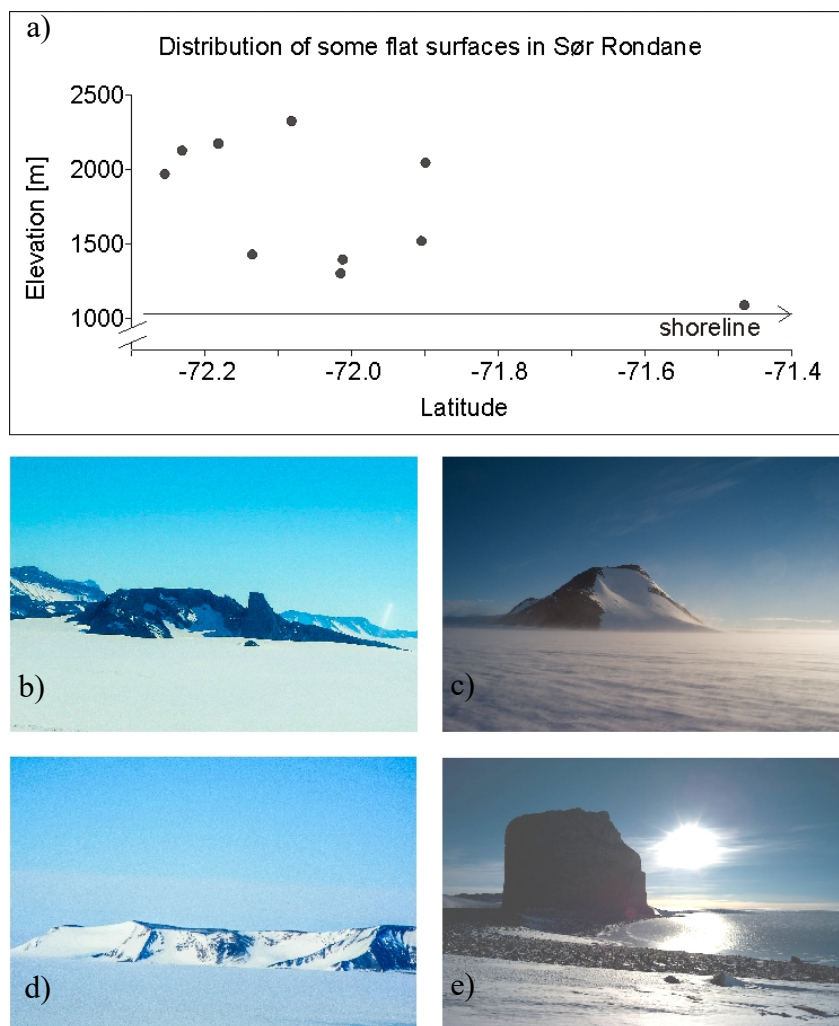 a)
Distribution of some flat surfaces in Sør Rondane
2500
2000
1500
1000
Elevation [m]
shoreline
-72.2 -72.0 -71.8 -71.6 -71.4
Latitude
b)
c)
d)
e)